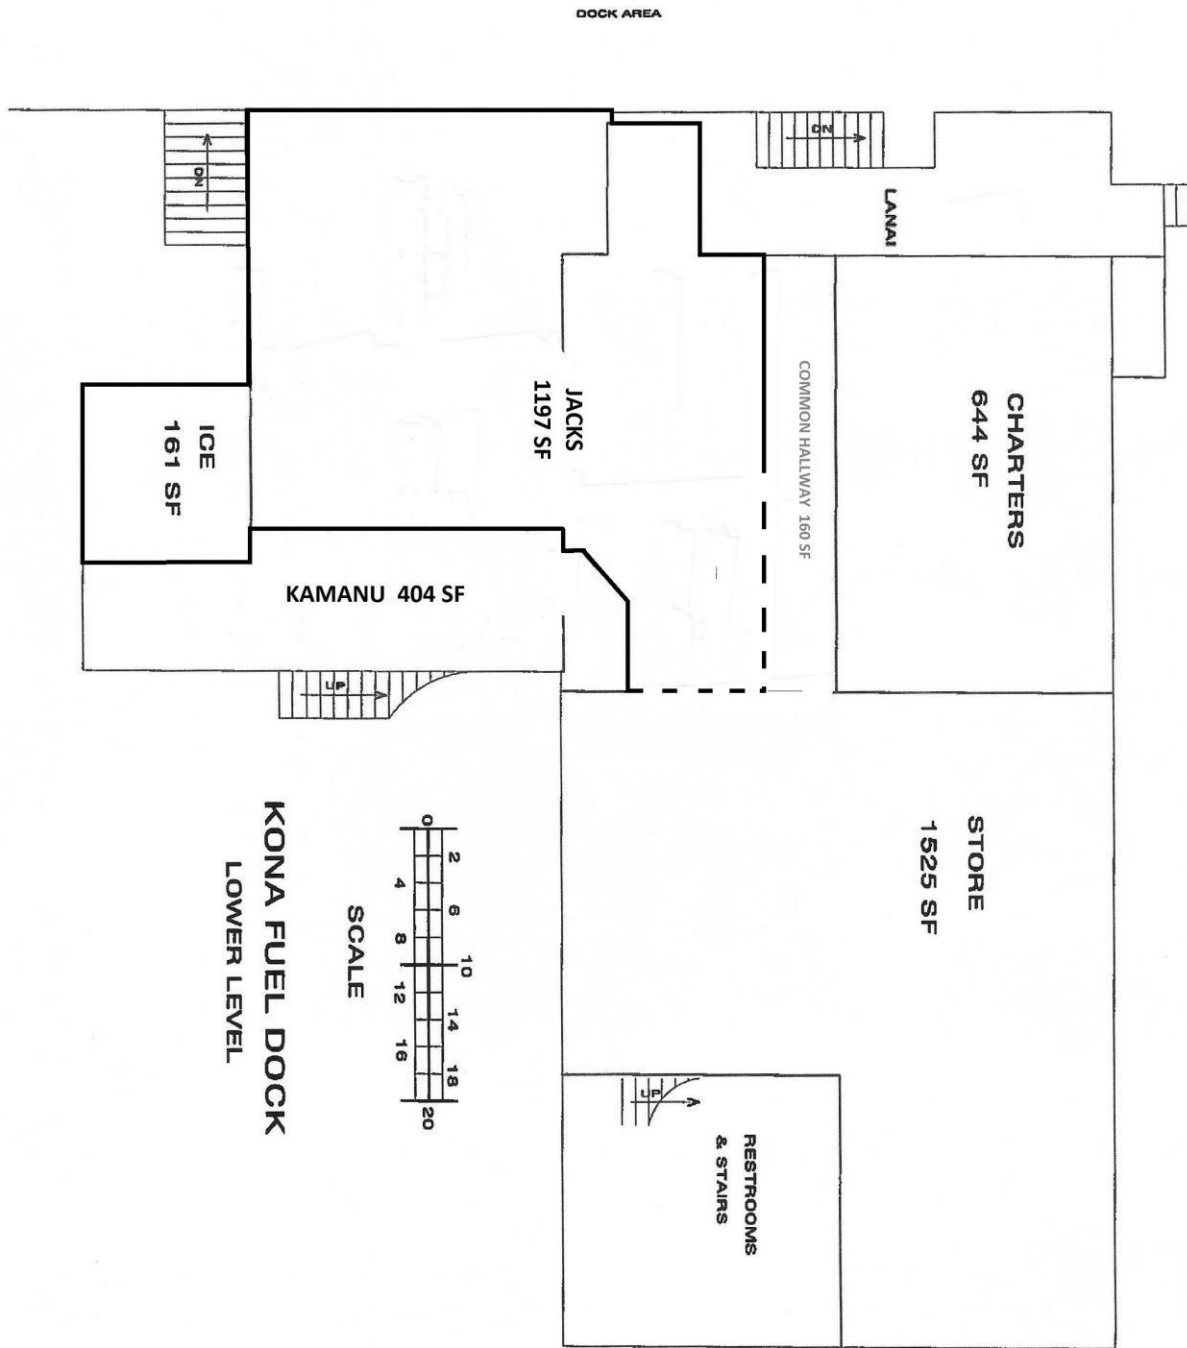 DOCK AREA
DN
DN
LANAI
JACKS
1197 SF
COMMON HALLWAY 160 SF
CHARTERS
644 SF
ICE
161 SF
KAMANU 404 SF
UP
STORE
1525 SF
0
2
4
6
8
10
12
14
16
18
20
SCALE
KONA FUEL DOCK
LOWER LEVEL
UP
RESTROOMS
& STAIRS